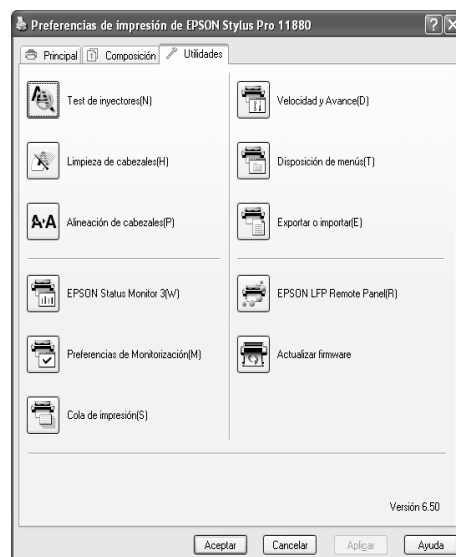 Preferencias de impresión de EPSON Stylus Pro 11880
Principal
Composición
Utilidades
Test de inyectores(N)
Limpieza de cabezales(H)
Alineación de cabezales(P)
EPSON Status Monitor 3(W)
Preferencias de Monitorización(M)
Cola de impresión(S)
Velocidad y Avance(D)
Disposición de menús(T)
Exportar o importar(E)
EPSON LFP Remote Panel(R)
Actualizar firmware
Versión 6.50
Aceptar
Cancelar
Aplicar
Ayuda